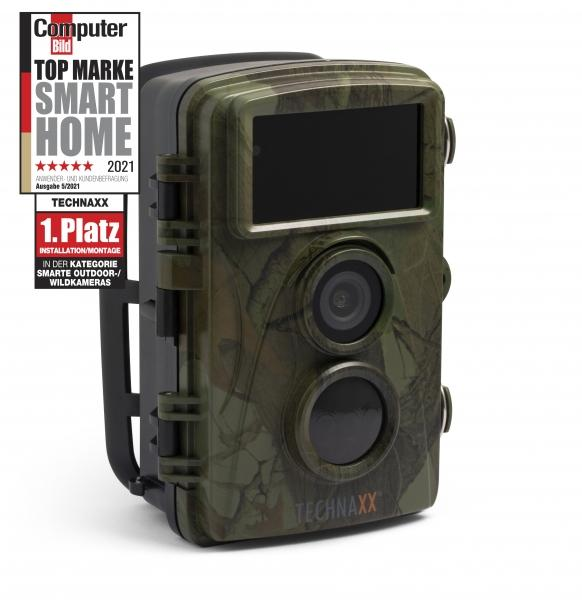 Computer
Bild
TOP MARKE
SMART
HOME
★★★★★ 2021
ANWENDER- UND KUNDENBEFRAGUNG
Ausgabe 5/2021
TECHNAXX
1.Platz
INSTALLATION/MONTAGE
IN DER KATEGORIE
SMARTE OUTDOOR-/
WILDKAMERAS
TECHNAXX®